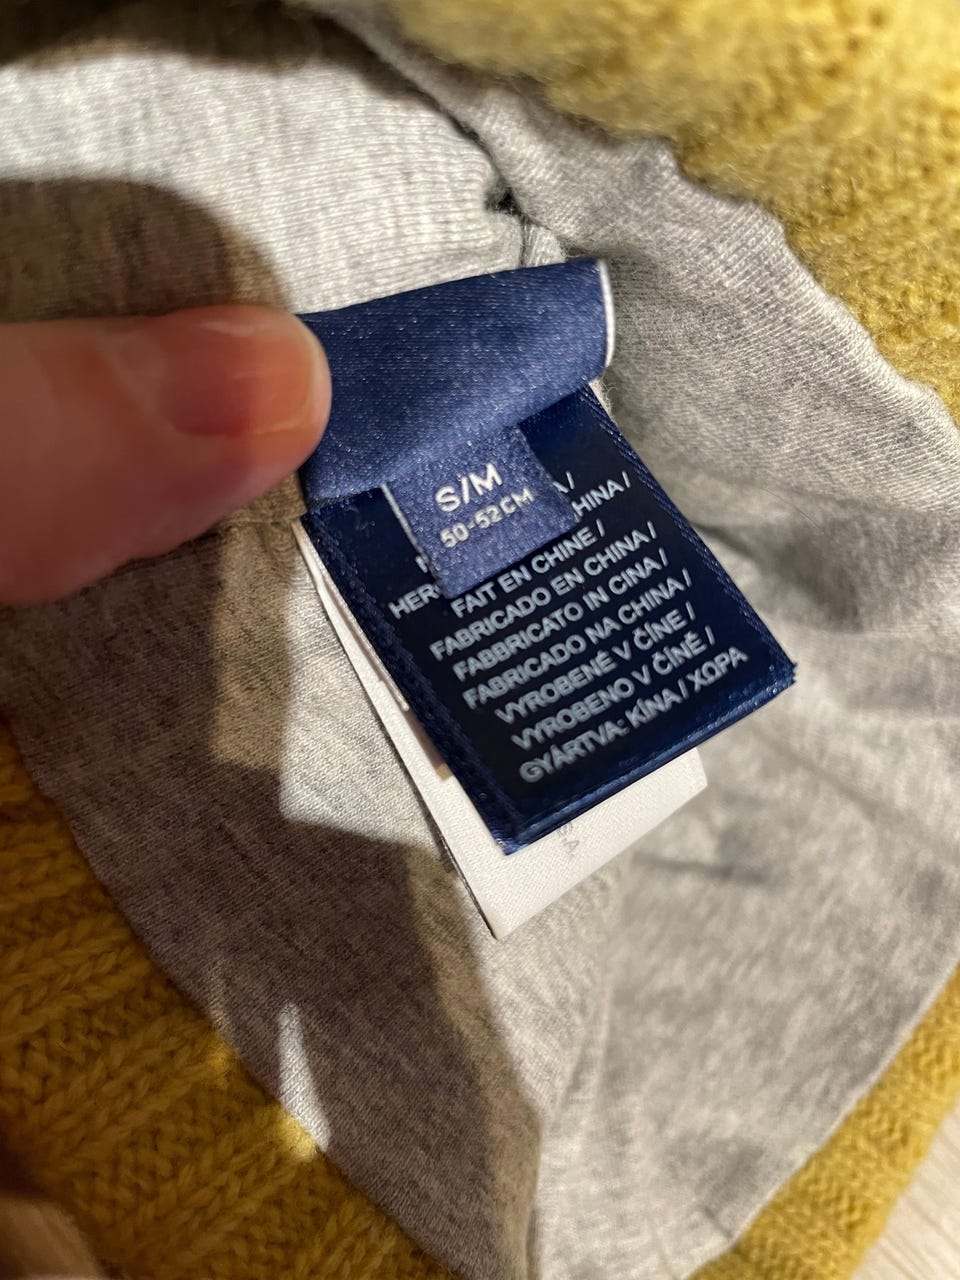 S/M
50-52CM
FAIT EN CHINE /
FABRICADO EN CHINA /
FABBRICATO IN CINA /
FABRICADO NA CHINA /
VYROBENÉ V ČÍNE /
VYROBENO V ČÍNĚ /
GYÁRTVA: KÍNA / ΧΩΡΑ